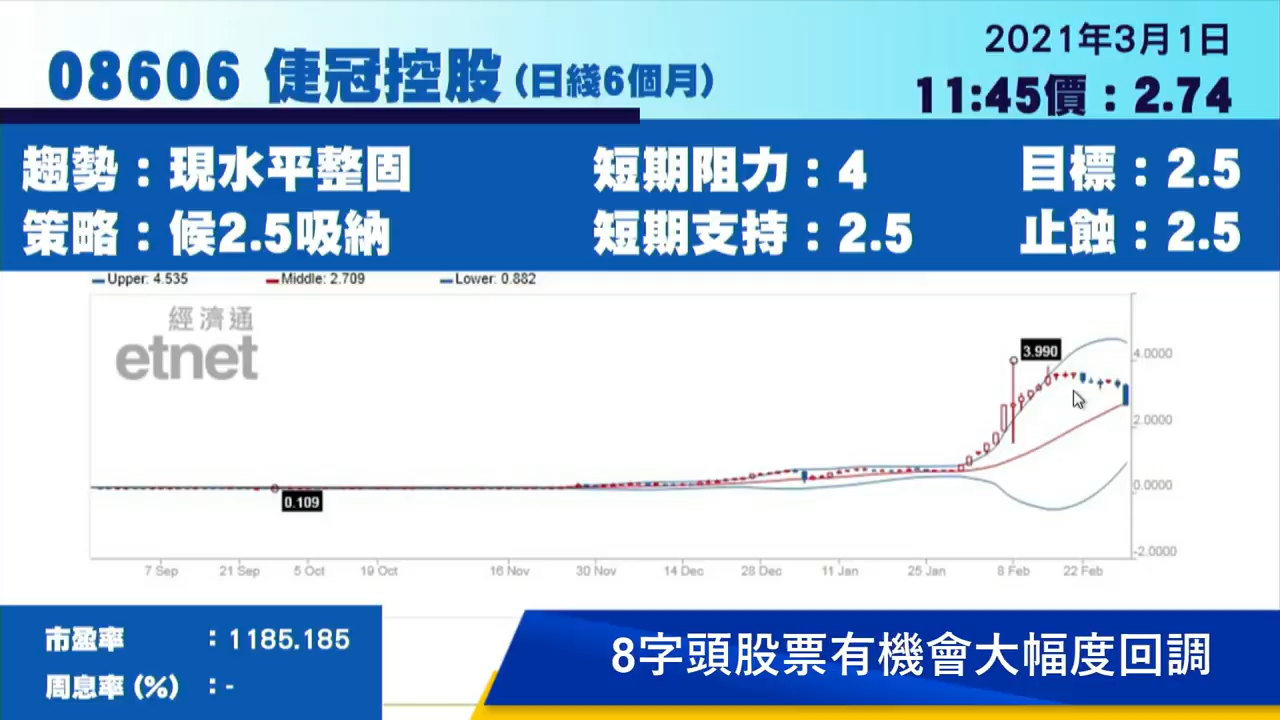 08606 倢冠控股 (日綫6個月)
2021年3月1日
11:45價：2.74
趨勢：現水平整固
短期阻力：4
目標：2.5
策略：候2.5吸納
短期支持：2.5
止蝕：2.5
Upper: 4.535
Middle: 2.709
Lower: 0.882
經濟通
etnet
3.990
4.0000
2.0000
0.109
0.0000
-2.0000
7 Sep
21 Sep
5 Oct
19 Oct
16 Nov
30 Nov
14 Dec
28 Dec
11 Jan
25 Jan
8 Feb
22 Feb
市盈率：1185.185
周息率 (%)：-
8字頭股票有機會大幅度回調